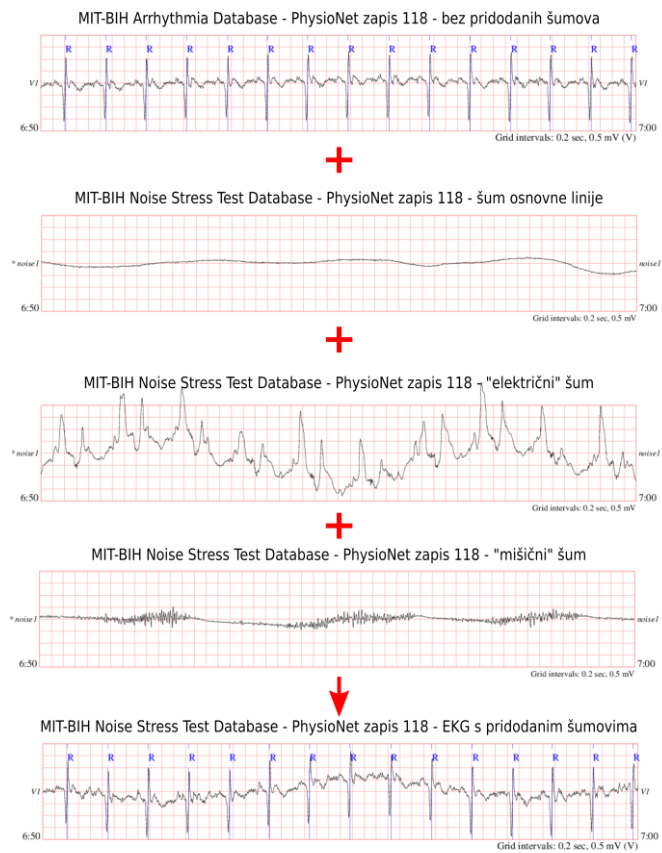 MIT-BIH Arrhythmia Database - PhysioNet zapis 118 - bez pridodanih šumova
R R R R R R R R R R R R R R R
V1 V1
6:50 7:00
Grid intervals: 0.2 sec, 0.5 mV (V)
+
MIT-BIH Noise Stress Test Database - PhysioNet zapis 118 - šum osnovne linije
* noise1 noise1
6:50 7:00
Grid intervals: 0.2 sec, 0.5 mV
+
MIT-BIH Noise Stress Test Database - PhysioNet zapis 118 - "električni" šum
* noise1 noise1
6:50 7:00
Grid intervals: 0.2 sec, 0.5 mV
+
MIT-BIH Noise Stress Test Database - PhysioNet zapis 118 - "mišićni" šum
* noise1 noise1
6:50 7:00
Grid intervals: 0.2 sec, 0.5 mV
MIT-BIH Noise Stress Test Database - PhysioNet zapis 118 - EKG s pridodanim šumovima
R R R R R R R R R R R R R R R
V1 V1
6:50 7:00
Grid intervals: 0.2 sec, 0.5 mV (V)